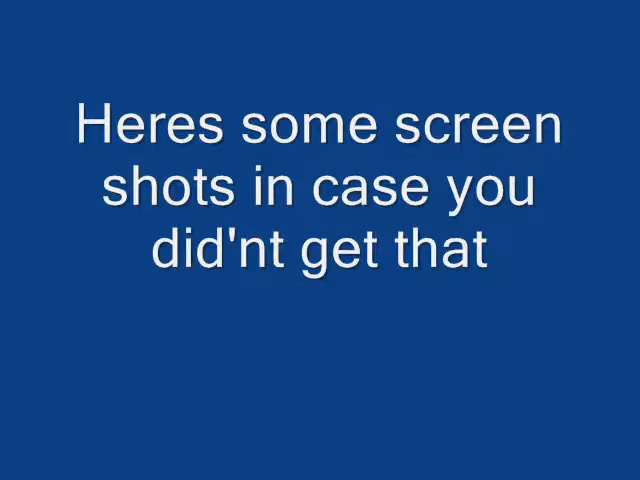 Heres some screen
shots in case you
did'nt get that